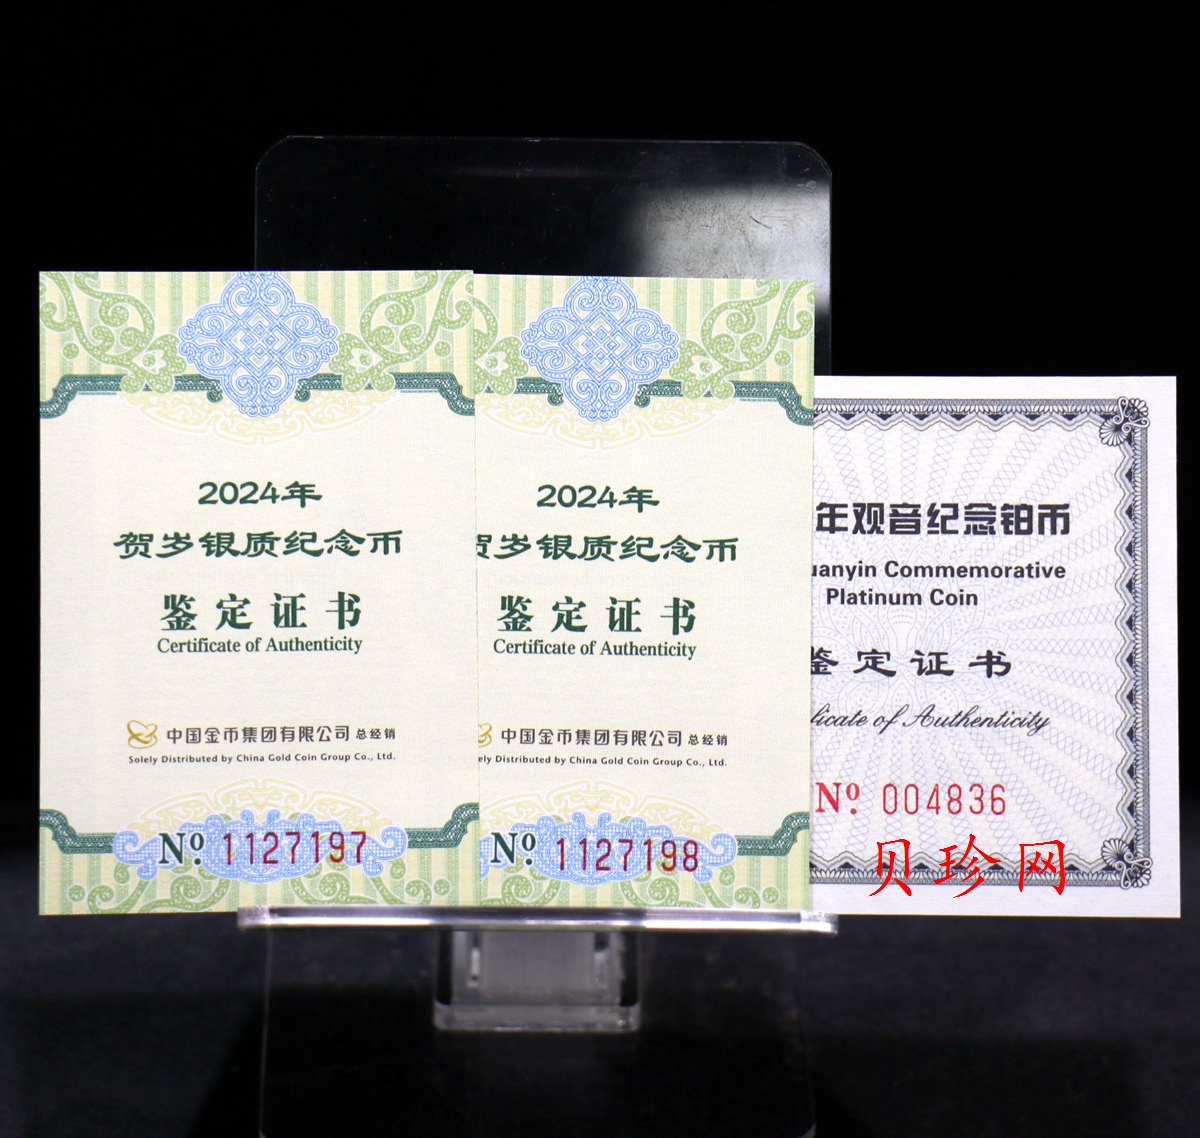 2024年
贺岁银质纪念币
鉴定证书
Certificate of Authenticity
中国金币集团有限公司 总经销
Solely Distributed by China Gold Coin Group Co., Ltd.
Nº 1127197
2024年
贺岁银质纪念币
鉴定证书
Certificate of Authenticity
中国金币集团有限公司 总经销
ely Distributed by China Gold Coin Group Co., Ltd.
Nº 1127198
年观音纪念铂币
uanyin Commemorative
Platinum Coin
鉴定证书
icate of Authenticity
Nº 004836
贝珍网